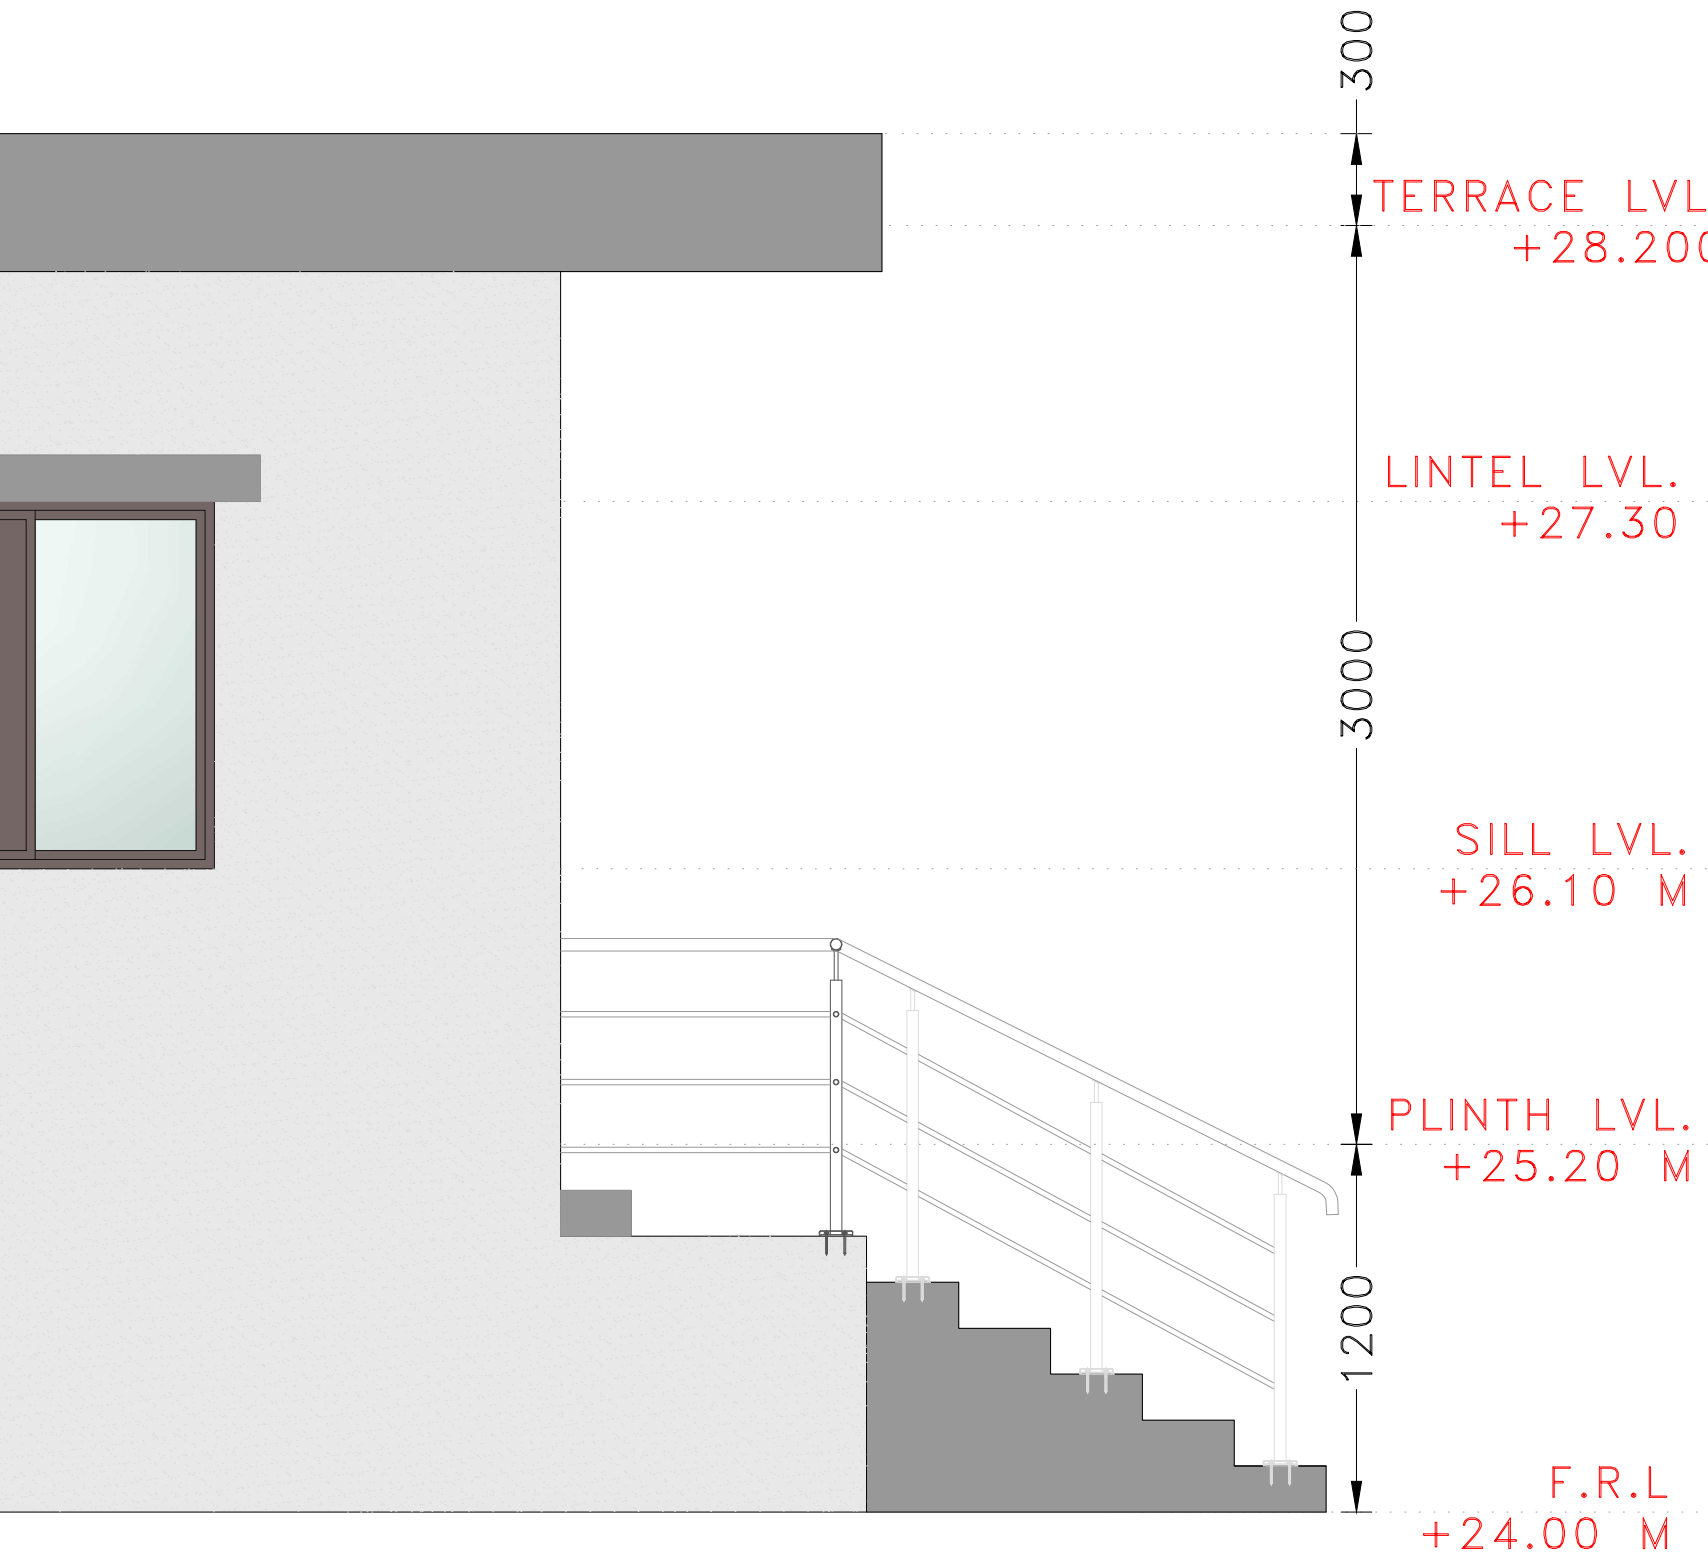 300
TERRACE LVL
+28.200
LINTEL LVL.
+27.30
3000
SILL LVL.
+26.10 M
PLINTH LVL.
+25.20 M
1200
F.R.L
+24.00 M